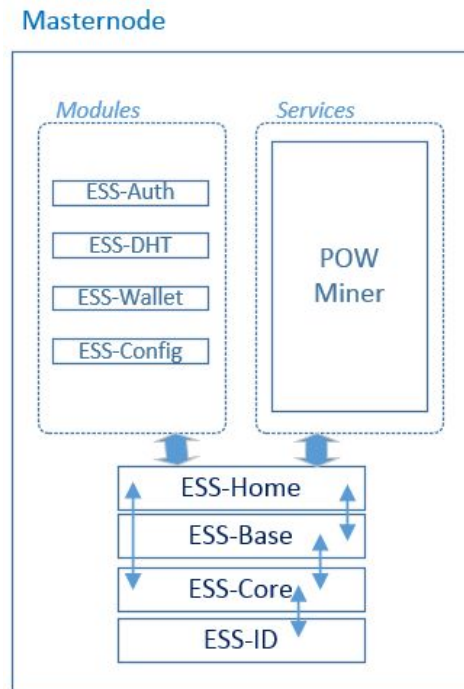 Masternode
Modules
Services
ESS-Auth
ESS-DHT
ESS-Wallet
ESS-Config
POW
Miner
ESS-Home
ESS-Base
ESS-Core
ESS-ID